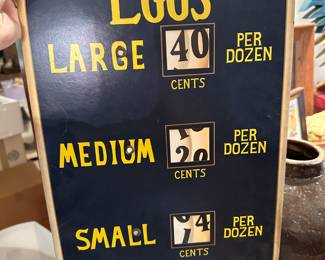 EGGS
LARGE 40 PER DOZEN
CENTS
MEDIUM PER DOZEN
CENTS
SMALL PER DOZEN
CENTS